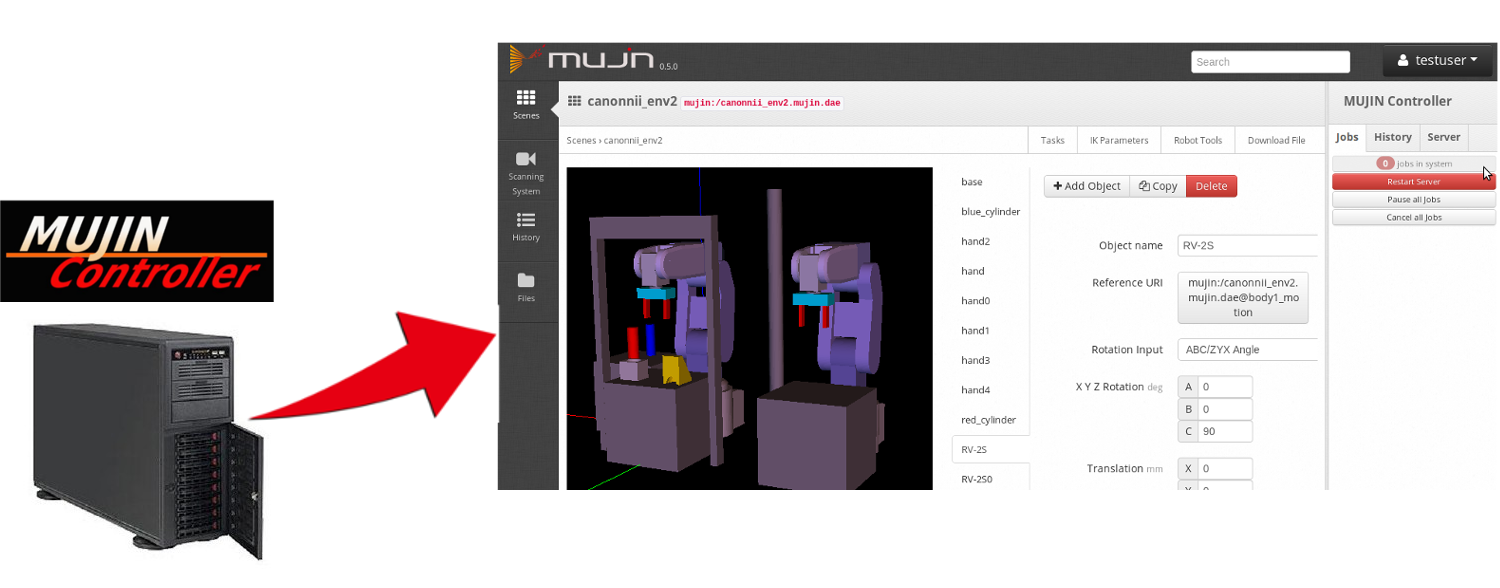 MUJIN
Controller
mujin 0.5.0
Search
testuser
Scenes
Scanning
System
History
Files
canonnii_env2 mujin:/canonnii_env2.mujin.dae
Scenes › canonnii_env2
Tasks
IK Parameters
Robot Tools
Download File
base
blue_cylinder
hand2
hand
hand0
hand1
hand3
hand4
red_cylinder
RV-2S
RV-2S0
Add Object
Copy
Delete
Object name RV-2S
Reference URI mujin:/canonnii_env2.
mujin.dae@body1_mo
tion
Rotation Input ABC/ZYX Angle
X Y Z Rotation deg A 0
B 0
C 90
Translation mm X 0
Y 0
MUJIN Controller
Jobs History Server
0 jobs in system
Restart Server
Pause all Jobs
Cancel all Jobs